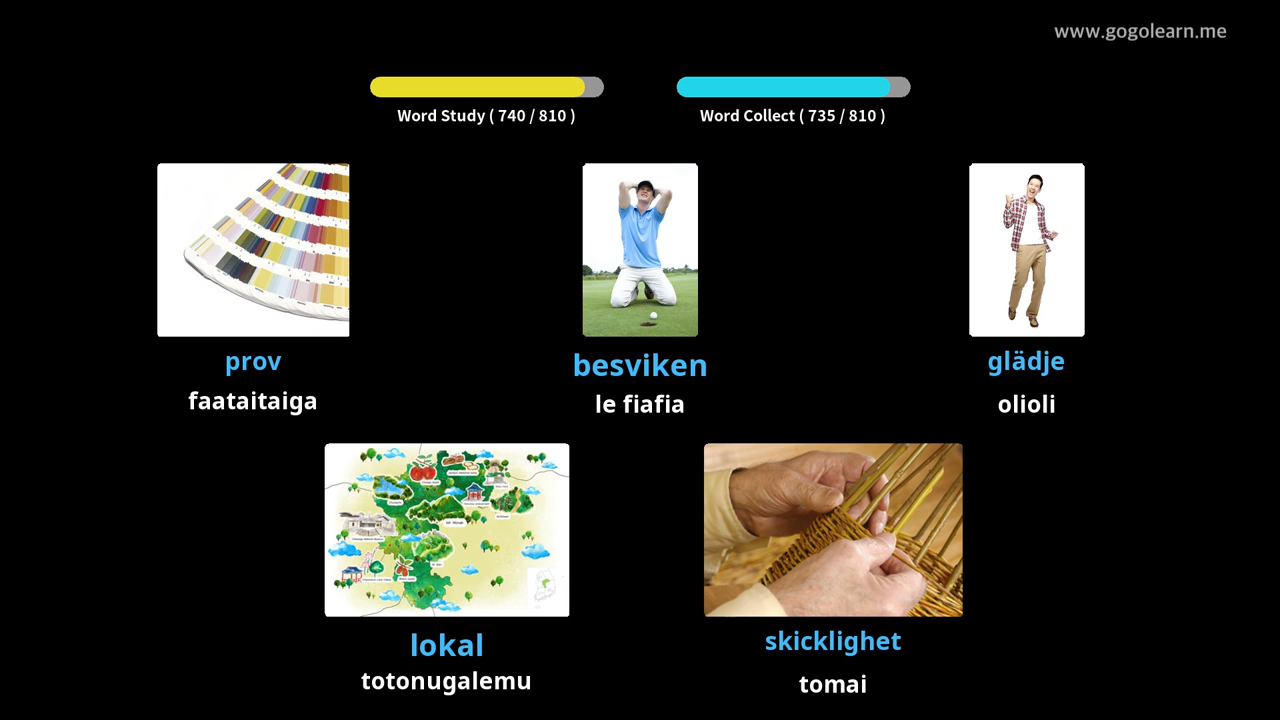 www.gogolearn.me
Word Study ( 740 / 810 )
Word Collect ( 735 / 810 )
prov
faataitaiga
besviken
le fiafia
glädje
olioli
lokal
totonugalemu
skicklighet
tomai